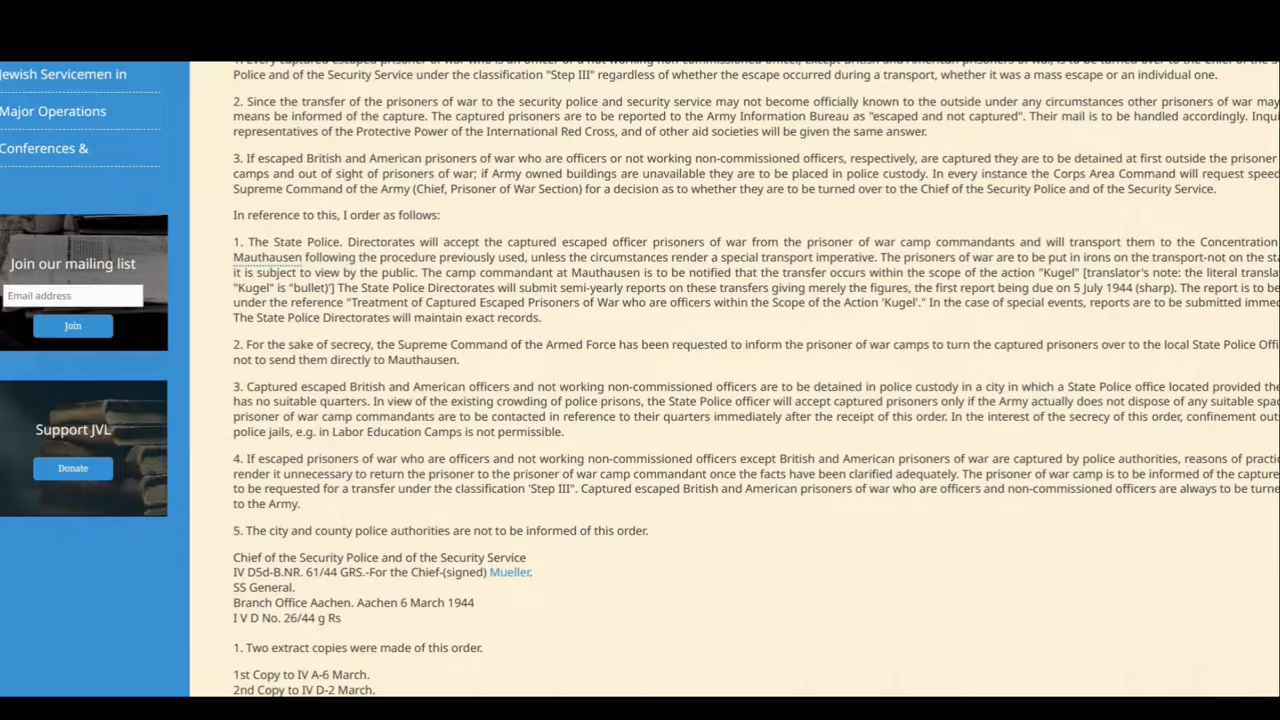 Jewish Servicemen in
Major Operations
Conferences &
Join our mailing list
Email address
Join
Support JVL
Donate
Police and of the Security Service under the classification "Step III" regardless of whether the escape occurred during a transport, whether it was a mass escape or an individual one.
2. Since the transfer of the prisoners of war to the security police and security service may not become officially known to the outside under any circumstances other prisoners of war may
means be informed of the capture. The captured prisoners are to be reported to the Army Information Bureau as "escaped and not captured". Their mail is to be handled accordingly. Inqui
representatives of the Protective Power of the International Red Cross, and of other aid societies will be given the same answer.
3. If escaped British and American prisoners of war who are officers or not working non-commissioned officers, respectively, are captured they are to be detained at first outside the prisoner
camps and out of sight of prisoners of war; if Army owned buildings are unavailable they are to be placed in police custody. In every instance the Corps Area Command will request speed
Supreme Command of the Army (Chief, Prisoner of War Section) for a decision as to whether they are to be turned over to the Chief of the Security Police and of the Security Service.
In reference to this, I order as follows:
1. The State Police. Directorates will accept the captured escaped officer prisoners of war from the prisoner of war camp commandants and will transport them to the Concentration
Mauthausen following the procedure previously used, unless the circumstances render a special transport imperative. The prisoners of war are to be put in irons on the transport-not on the sta
it is subject to view by the public. The camp commandant at Mauthausen is to be notified that the transfer occurs within the scope of the action "Kugel" [translator's note: the literal transla
"Kugel" is "bullet)'] The State Police Directorates will submit semi-yearly reports on these transfers giving merely the figures, the first report being due on 5 July 1944 (sharp). The report is to be
under the reference "Treatment of Captured Escaped Prisoners of War who are officers within the Scope of the Action 'Kugel'." In the case of special events, reports are to be submitted immed
The State Police Directorates will maintain exact records.
2. For the sake of secrecy, the Supreme Command of the Armed Force has been requested to inform the prisoner of war camps to turn the captured prisoners over to the local State Police Offi
not to send them directly to Mauthausen.
3. Captured escaped British and American officers and not working non-commissioned officers are to be detained in police custody in a city in which a State Police office located provided the
has no suitable quarters. In view of the existing crowding of police prisons, the State Police officer will accept captured prisoners only if the Army actually does not dispose of any suitable spac
prisoner of war camp commandants are to be contacted in reference to their quarters immediately after the receipt of this order. In the interest of the secrecy of this order, confinement out
police jails, e.g. in Labor Education Camps is not permissible.
4. If escaped prisoners of war who are officers and not working non-commissioned officers except British and American prisoners of war are captured by police authorities, reasons of practic
render it unnecessary to return the prisoner to the prisoner of war camp commandant once the facts have been clarified adequately. The prisoner of war camp is to be informed of the capture
to be requested for a transfer under the classification 'Step III". Captured escaped British and American prisoners of war who are officers and non-commissioned officers are always to be turne
to the Army.
5. The city and county police authorities are not to be informed of this order.
Chief of the Security Police and of the Security Service
IV D5d-B.NR. 61/44 GRS.-For the Chief-(signed) Mueller.
SS General.
Branch Office Aachen. Aachen 6 March 1944
I V D No. 26/44 g Rs
1. Two extract copies were made of this order.
1st Copy to IV A-6 March.
2nd Copy to IV D-2 March.